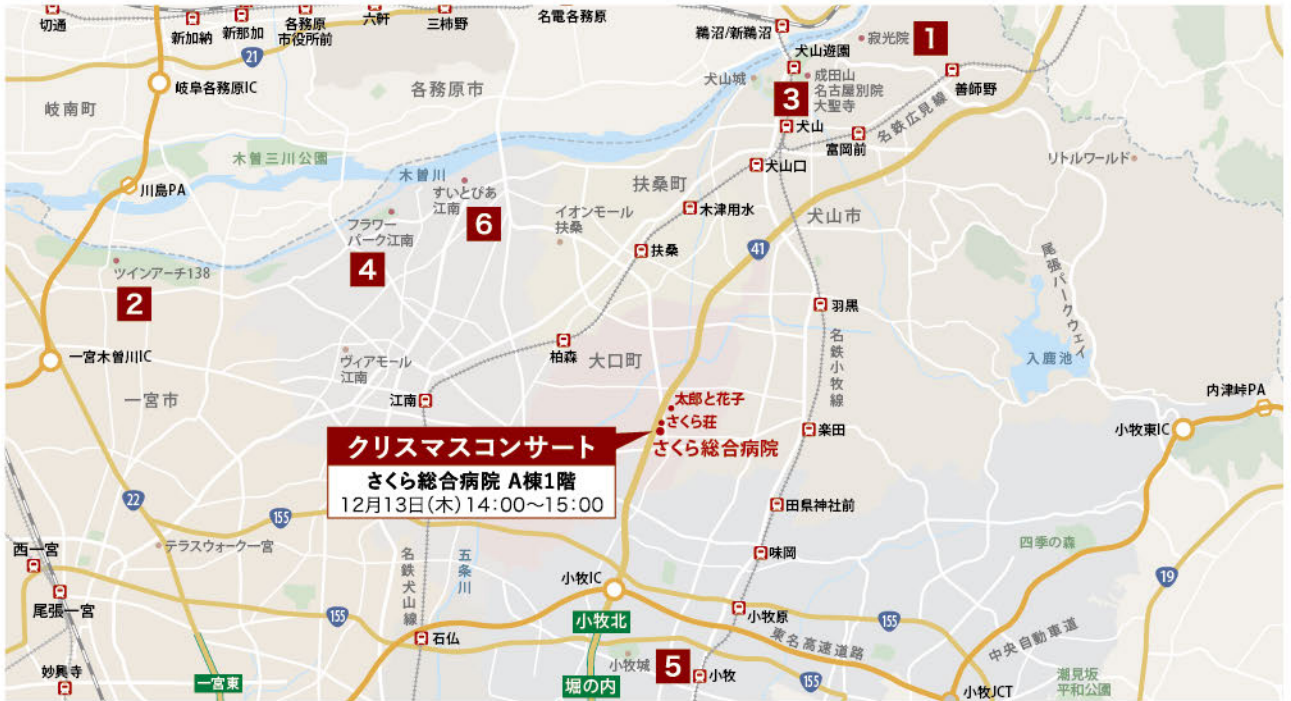 切通
新加納
新那加
各務原
市役所前
六軒
三柿野
名電各務原
鵜沼/新鵜沼
犬山遊園
寂光院
1
善師野
21
岐阜各務原IC
各務原市
岐南町
犬山城
成田山
名古屋別院
大聖寺
3
犬山
富岡前
名鉄広見線
リトルワールド
木曽三川公園
川島PA
木曽川
すいとぴあ
江南
6
扶桑町
犬山口
木津用水
イオンモール
扶桑
犬山市
フラワー
パーク江南
4
扶桑
41
ツインアーチ138
2
尾張パークウェイ
羽黒
一宮木曽川IC
柏森
大口町
名鉄小牧線
入鹿池
ヴィアモール
江南
一宮市
江南
太郎と花子
さくら荘
さくら総合病院
楽田
内津峠PA
小牧東IC
クリスマスコンサート
さくら総合病院 A棟1階
12月13日(木)14:00〜15:00
22
155
田県神社前
テラスウォーク一宮
西一宮
尾張一宮
名鉄犬山線
五条川
味岡
四季の森
19
小牧IC
155
小牧原
155
小牧北
東名高速道路
中央自動車道
石仏
小牧城
5
小牧
妙興寺
一宮東
堀の内
155
小牧JCT
潮見坂
平和公園